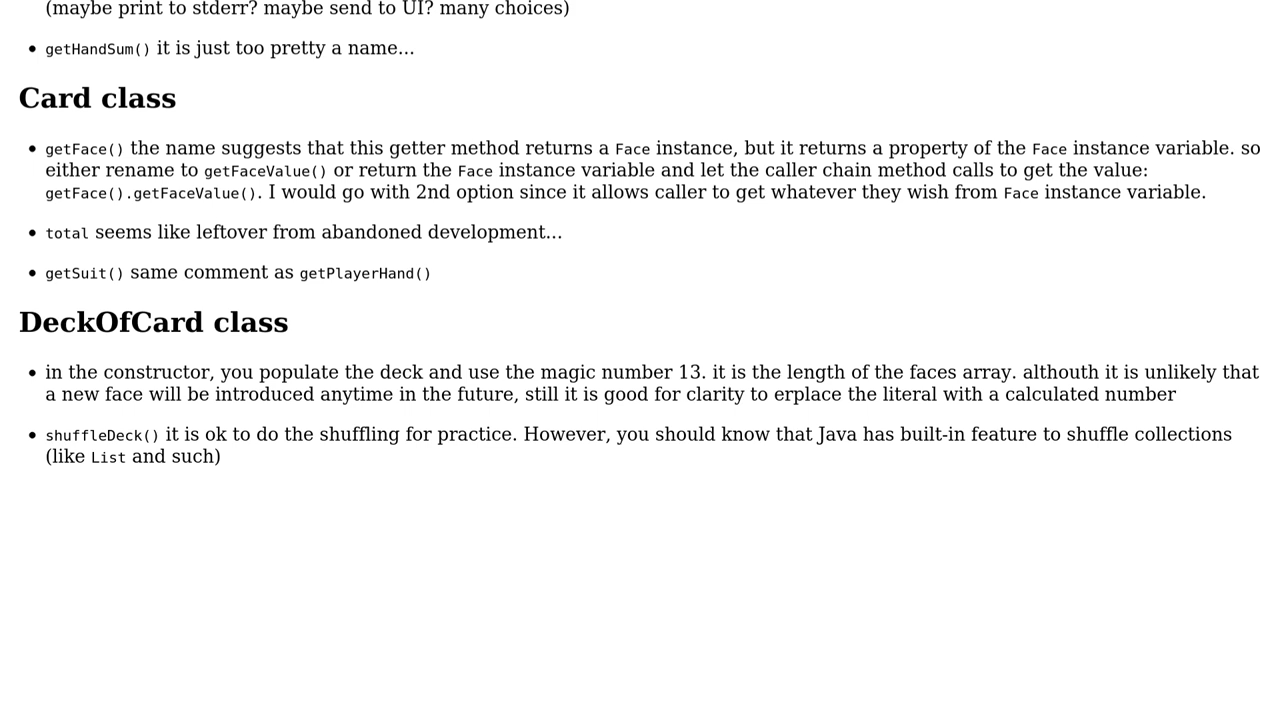 (maybe print to stderr? maybe send to UI? many choices)
• getHandSum() it is just too pretty a name...
Card class
• getFace() the name suggests that this getter method returns a Face instance, but it returns a property of the Face instance variable. so
either rename to getFaceValue() or return the Face instance variable and let the caller chain method calls to get the value:
getFace().getFaceValue(). I would go with 2nd option since it allows caller to get whatever they wish from Face instance variable.
• total seems like leftover from abandoned development...
• getSuit() same comment as getPlayerHand()
DeckOfCard class
• in the constructor, you populate the deck and use the magic number 13. it is the length of the faces array. althouth it is unlikely that
a new face will be introduced anytime in the future, still it is good for clarity to erplace the literal with a calculated number
• shuffleDeck() it is ok to do the shuffling for practice. However, you should know that Java has built-in feature to shuffle collections
(like List and such)